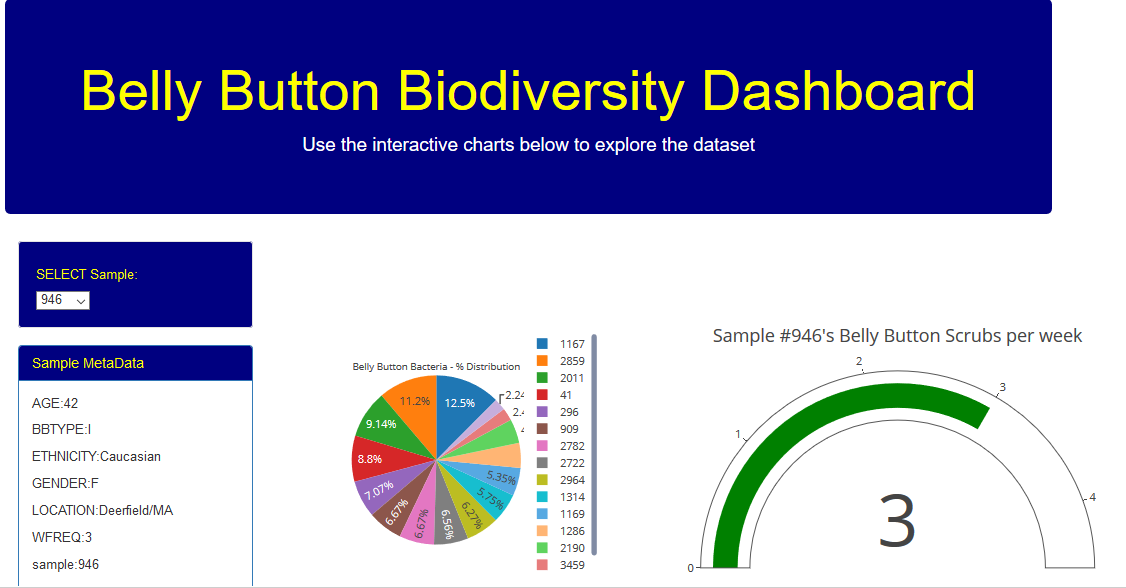 Belly Button Biodiversity Dashboard
Use the interactive charts below to explore the dataset
SELECT Sample:
946
Sample MetaData
AGE:42
BBTYPE:I
ETHNICITY:Caucasian
GENDER:F
LOCATION:Deerfield/MA
WFREQ:3
sample:946
Belly Button Bacteria - % Distribution
12.5%
11.2%
9.14%
8.8%
7.07%
6.67%
6.67%
6.56%
6.27%
5.75%
5.35%
2.24
2.4
1167
2859
2011
41
296
909
2782
2722
2964
1314
1169
1286
2190
3459
Sample #946's Belly Button Scrubs per week
0
1
2
3
4
3